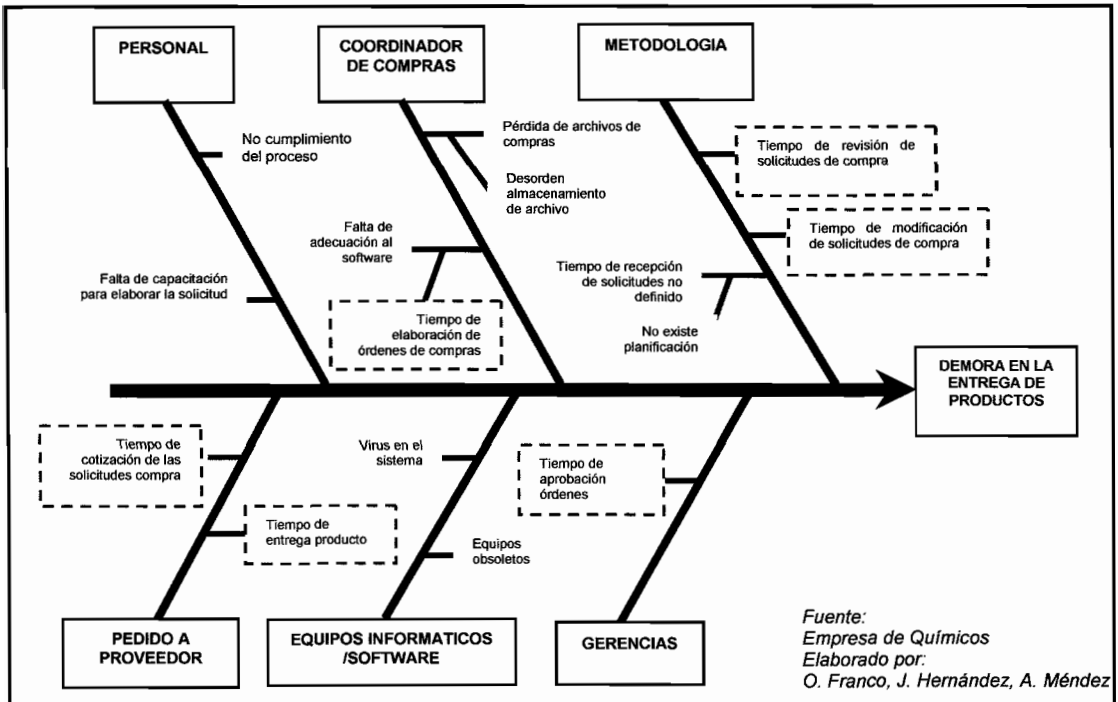 PERSONAL
COORDINADOR
DE COMPRAS
METODOLOGIA
No cumplimiento
del proceso
Falta de capacitación
para elaborar la solicitud
Pérdida de archivos de
compras
Desorden
almacenamiento
de archivo
Falta de
adecuación al
software
Tiempo de
elaboración de
órdenes de compras
Tiempo de revisión de
solicitudes de compra
Tiempo de modificación
de solicitudes de compra
Tiempo de recepción
de solicitudes no
definido
No existe
planificación
DEMORA EN LA
ENTREGA DE
PRODUCTOS
Tiempo de
cotización de las
solicitudes compra
Tiempo de
entrega producto
Virus en el
sistema
Equipos
obsoletos
Tiempo de
aprobación
órdenes
PEDIDO A
PROVEEDOR
EQUIPOS INFORMATICOS
/SOFTWARE
GERENCIAS
Fuente:
Empresa de Químicos
Elaborado por:
O. Franco, J. Hernández, A. Méndez